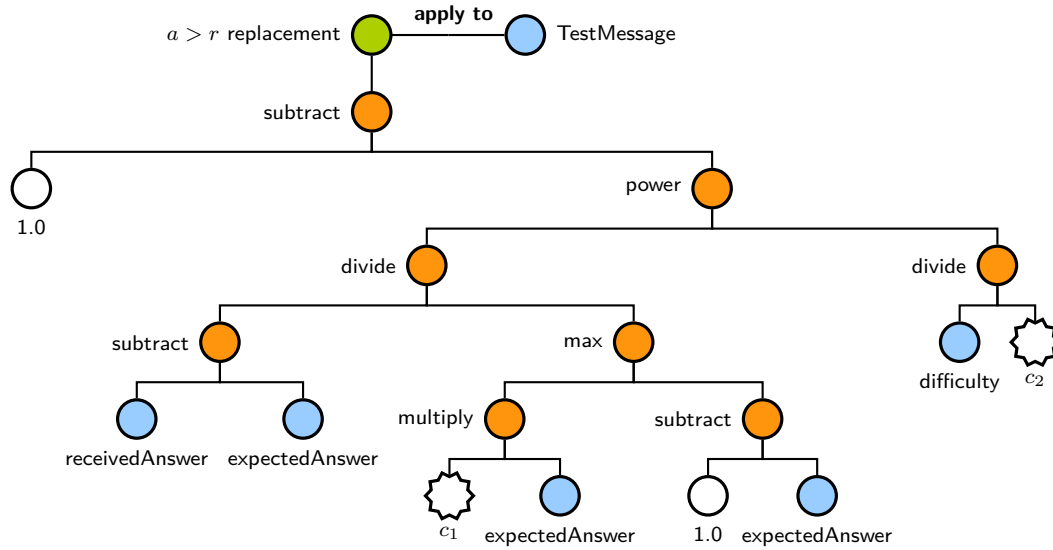 apply to
a > r replacement
TestMessage
subtract
1.0
power
divide
divide
subtract
max
difficulty
c₂
multiply
subtract
receivedAnswer
expectedAnswer
c₁
expectedAnswer
1.0
expectedAnswer